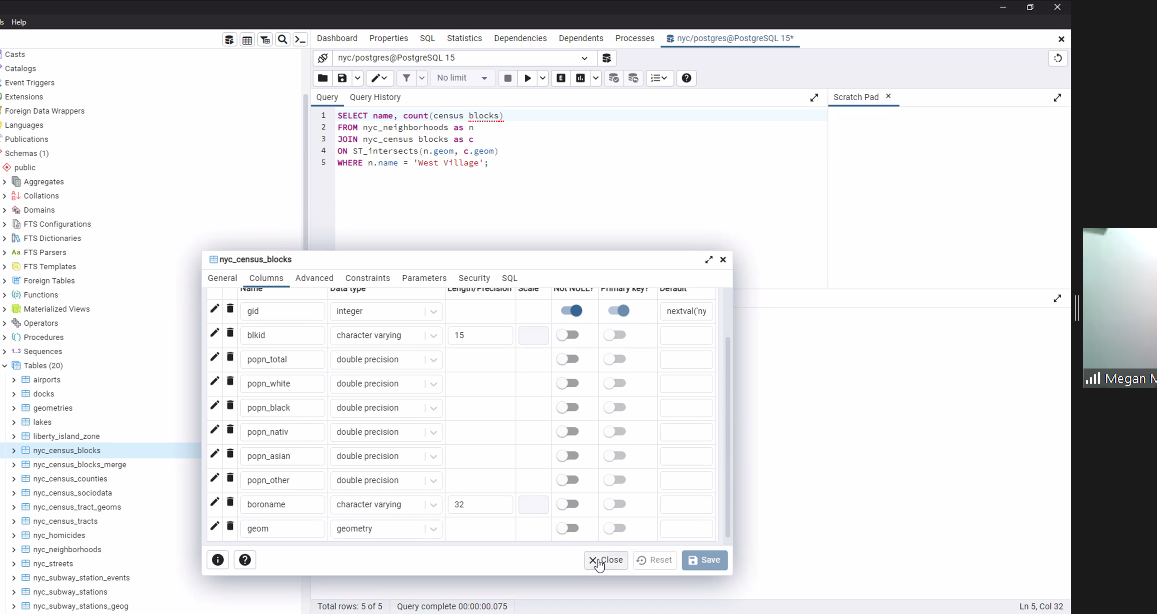 ls Help
Dashboard Properties SQL Statistics Dependencies Dependents Processes nyc/postgres@PostgreSQL 15*
nyc/postgres@PostgreSQL 15
No limit
Query Query History
Scratch Pad
1 SELECT name, count(census blocks)
2 FROM nyc_neighborhoods as n
3 JOIN nyc_census blocks as c
4 ON ST_intersects(n.geom, c.geom)
5 WHERE n.name = 'West Village';
Casts
Catalogs
Event Triggers
Extensions
Foreign Data Wrappers
Languages
Publications
Schemas (1)
public
Aggregates
Collations
Domains
FTS Configurations
FTS Dictionaries
FTS Parsers
FTS Templates
Foreign Tables
Functions
Materialized Views
Operators
Procedures
Sequences
Tables (20)
airports
docks
geometries
lakes
liberty_island_zone
nyc_census_blocks
nyc_census_blocks_merge
nyc_census_counties
nyc_census_sociodata
nyc_census_tract_geoms
nyc_census_tracts
nyc_homicides
nyc_neighborhoods
nyc_streets
nyc_subway_station_events
nyc_subway_stations
nyc_subway_stations_geog
nyc_census_blocks
General Columns Advanced Constraints Parameters Security SQL
Name Data type Length/Precision Scale Not NULL? Primary key? Default
gid integer nextval('ny
blkid character varying 15
popn_total double precision
popn_white double precision
popn_black double precision
popn_nativ double precision
popn_asian double precision
popn_other double precision
boroname character varying 32
geom geometry
Close Reset Save
Total rows: 5 of 5 Query complete 00:00:00.075 Ln 5, Col 32
Megan M